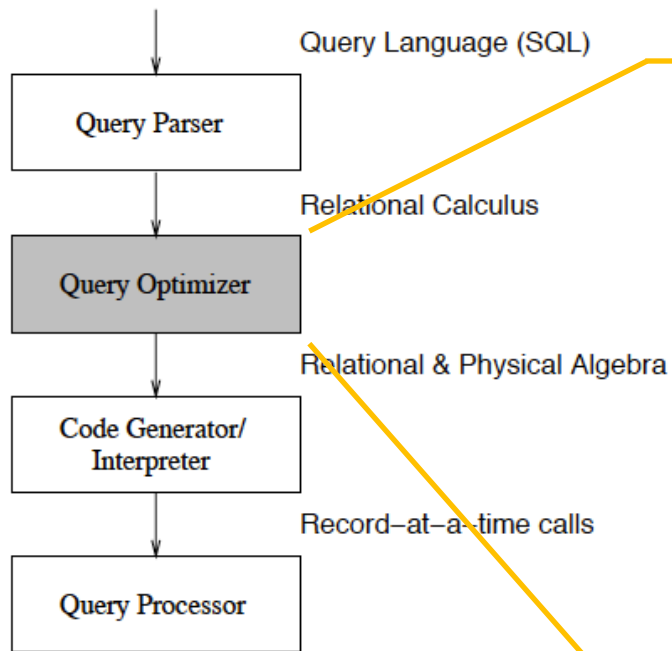 Query Language (SQL)
Query Parser
Relational Calculus
Query Optimizer
Relational & Physical Algebra
Code Generator/
Interpreter
Record–at–a–time calls
Query Processor